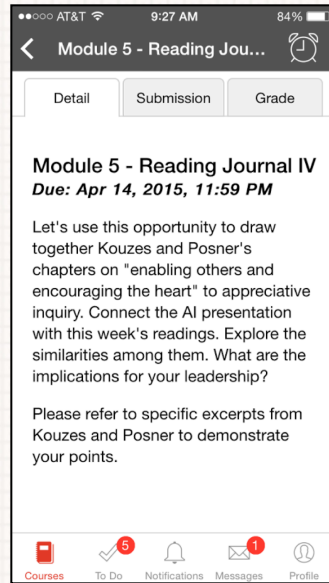 ●●○○○ AT&T 9:27 AM 84%
Module 5 - Reading Jou...
Detail Submission Grade
Module 5 - Reading Journal IV
Due: Apr 14, 2015, 11:59 PM
Let's use this opportunity to draw
together Kouzes and Posner's
chapters on "enabling others and
encouraging the heart" to appreciative
inquiry. Connect the AI presentation
with this week's readings. Explore the
similarities among them. What are the
implications for your leadership?
Please refer to specific excerpts from
Kouzes and Posner to demonstrate
your points.
5 1
Courses To Do Notifications Messages Profile